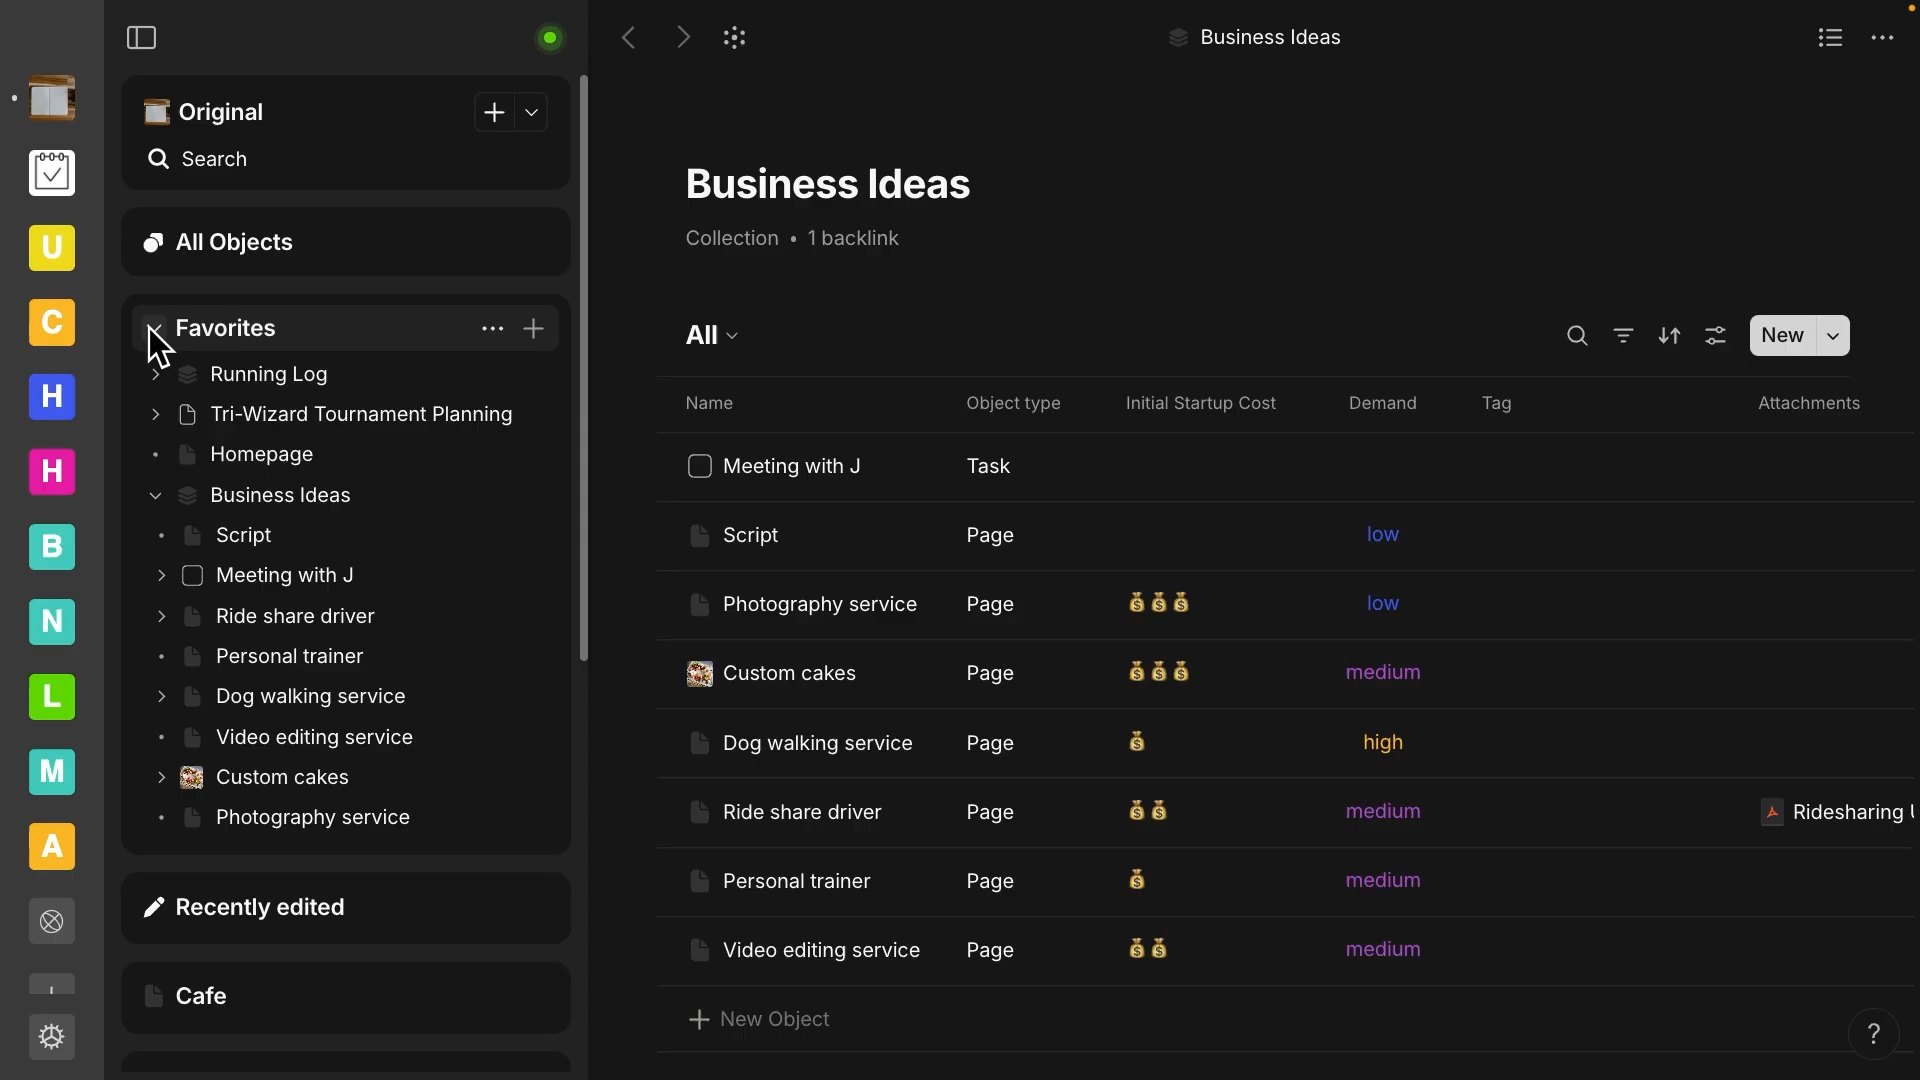 Original
Search
All Objects
Favorites
Running Log
Tri-Wizard Tournament Planning
Homepage
Business Ideas
Script
Meeting with J
Ride share driver
Personal trainer
Dog walking service
Video editing service
Custom cakes
Photography service
Recently edited
Cafe
U
C
H
H
B
N
L
M
A
Business Ideas
Business Ideas
Collection • 1 backlink
All
New
Name Object type Initial Startup Cost Demand Tag Attachments
Meeting with J Task
Script Page low
Photography service Page 💰💰💰 low
Custom cakes Page 💰💰💰 medium
Dog walking service Page 💰 high
Ride share driver Page 💰💰 medium Ridesharing
Personal trainer Page 💰 medium
Video editing service Page 💰💰 medium
New Object
?